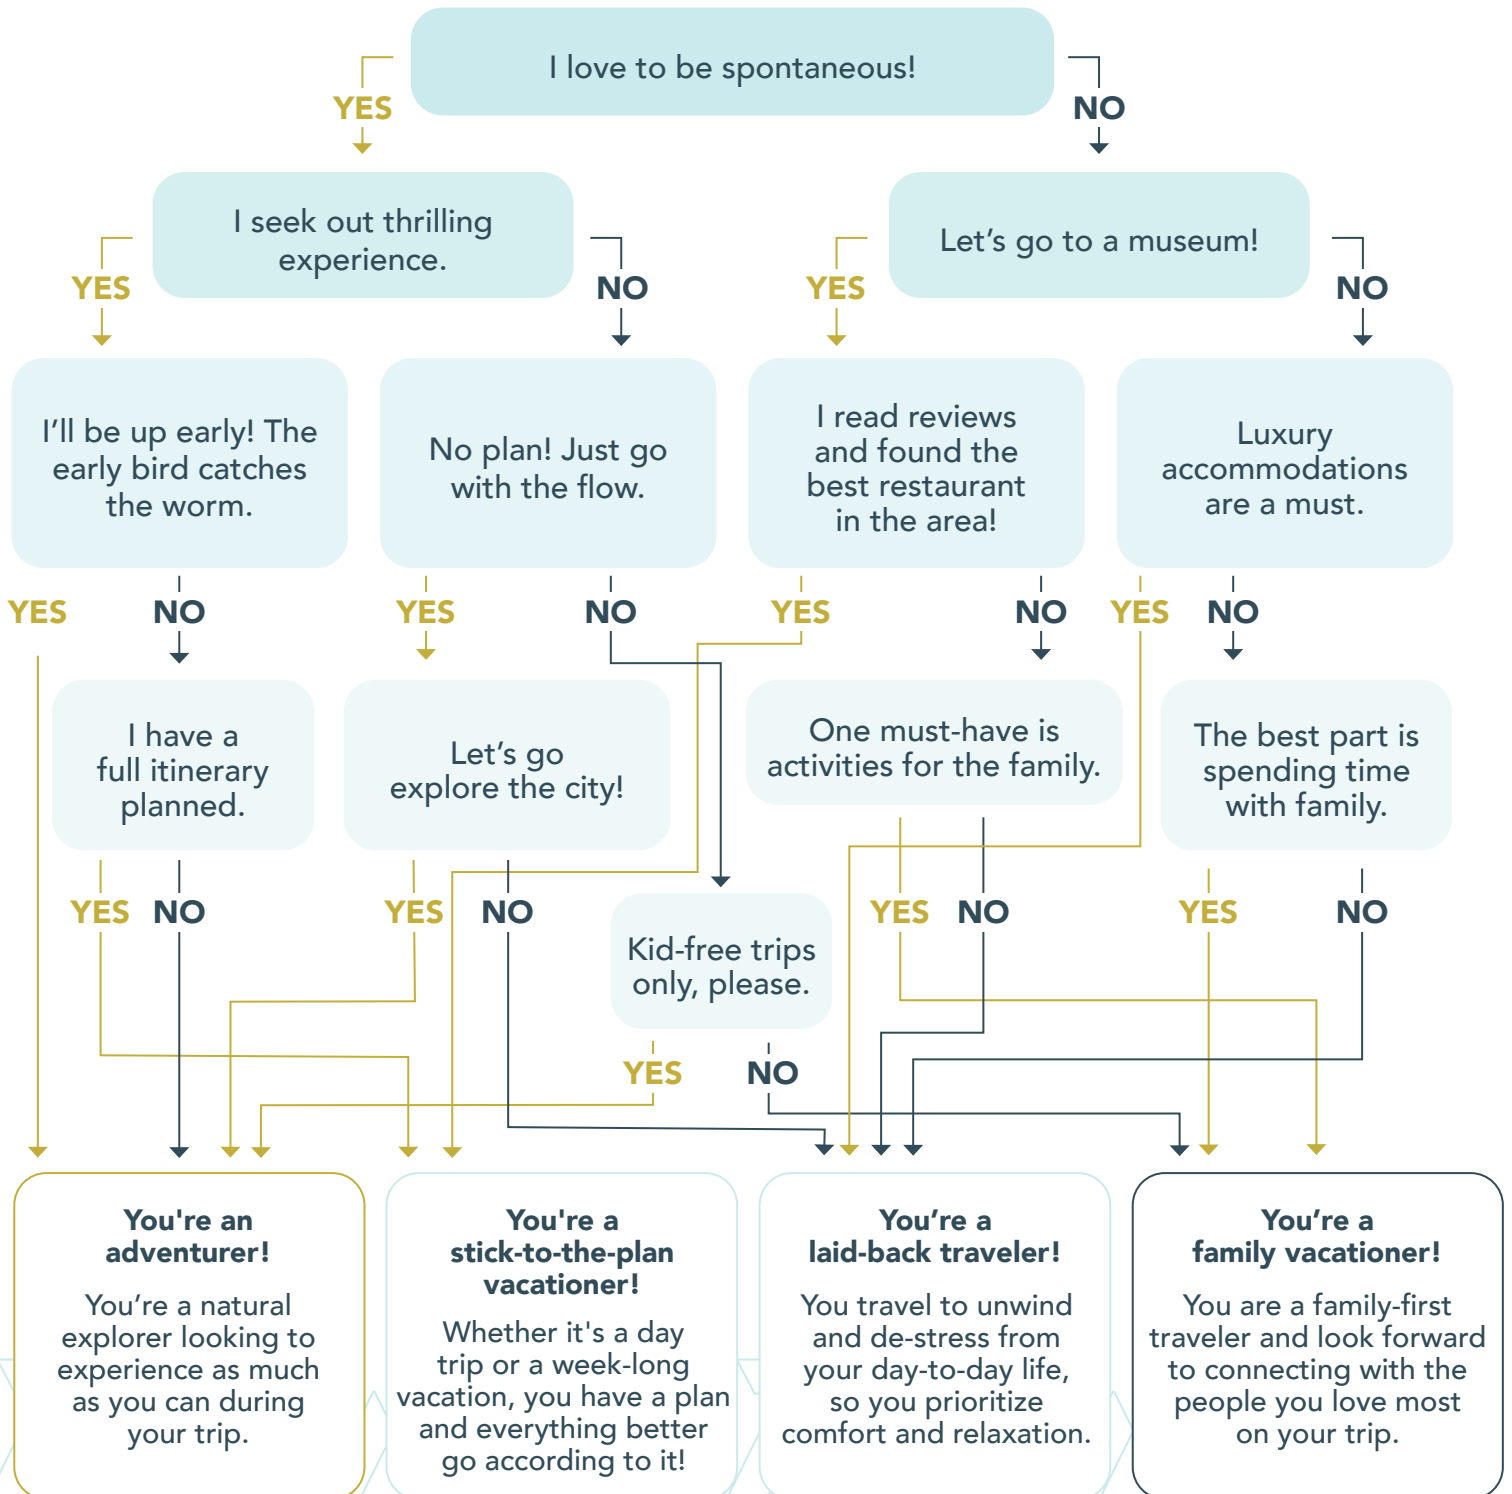 I love to be spontaneous!
YES
NO
I seek out thrilling
experience.
Let's go to a museum!
YES
NO
YES
NO
I'll be up early! The
early bird catches
the worm.
No plan! Just go
with the flow.
I read reviews
and found the
best restaurant
in the area!
Luxury
accommodations
are a must.
YES
NO
YES
NO
YES
NO
YES
NO
I have a
full itinerary
planned.
Let's go
explore the city!
One must-have is
activities for the family.
The best part is
spending time
with family.
YES
NO
YES
NO
YES
NO
YES
NO
Kid-free trips
only, please.
YES
NO
You're an
adventurer!
You’re a natural
explorer looking to
experience as much
as you can during
your trip.
You're a
stick-to-the-plan
vacationer!
Whether it's a day
trip or a week-long
vacation, you have a plan
and everything better
go according to it!
You’re a
laid-back traveler!
You travel to unwind
and de-stress from
your day-to-day life,
so you prioritize
comfort and relaxation.
You’re a
family vacationer!
You are a family-first
traveler and look forward
to connecting with the
people you love most
on your trip.